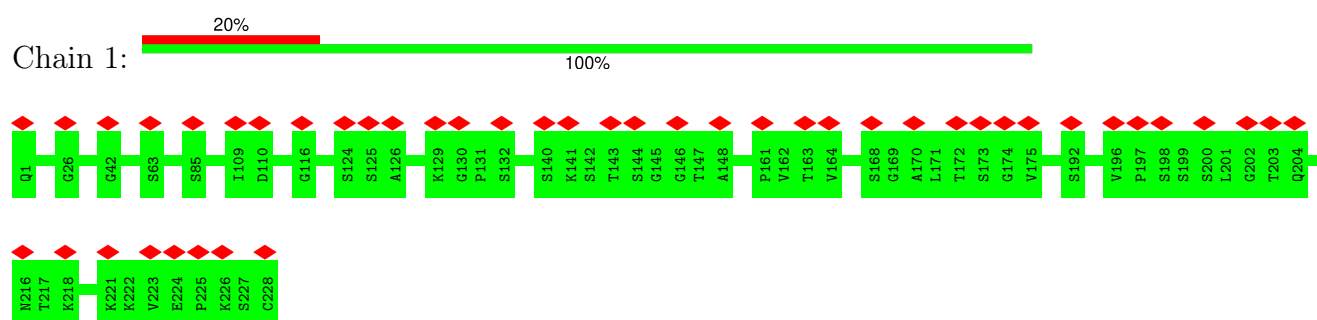 20%
Chain 1:
100%
Q1 G26 G42 S63 S85 I109 D110 G116 S124 S125 A126 K129 G130 P131 S132 S140 K141 S142 T143 S144 G145 G146 T147 A148 P161 V162 T163 V164 S168 G169 A170 L171 T172 S173 G174 V175 S192 V196 P197 S198 S199 S200 L201 G202 T203 Q204
N216 T217 K218 K221 K222 V223 E224 P225 K226 S227 C228